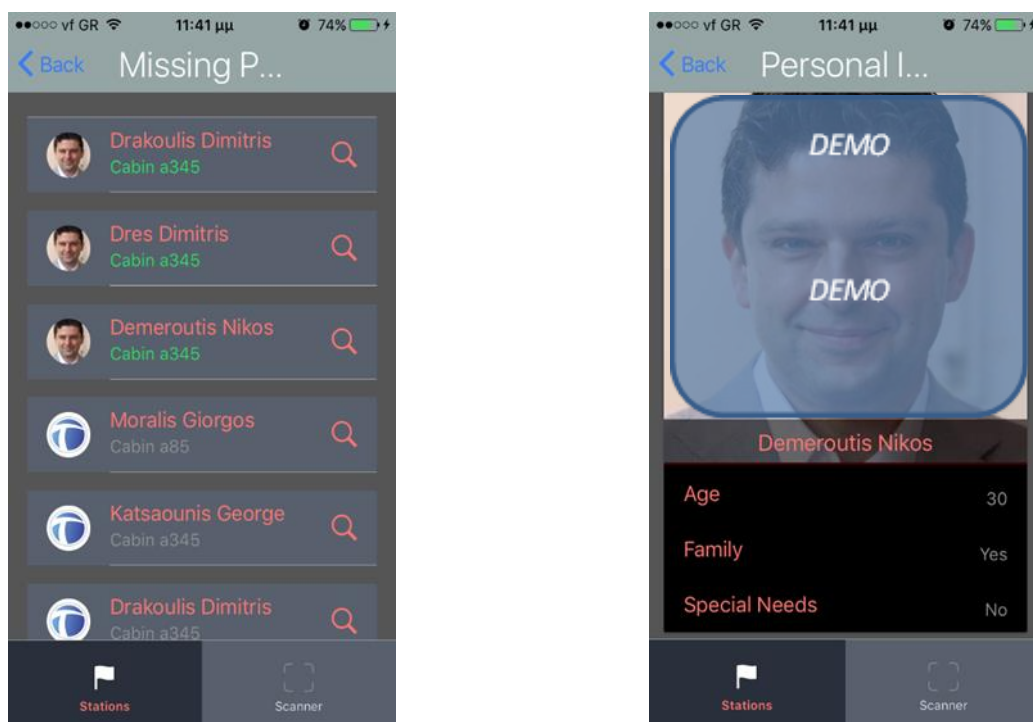 ●●○○○ vf GR 11:41 μμ 74%
Back Missing P...
Drakoulis Dimitris
Cabin a345
Dres Dimitris
Cabin a345
Demeroutis Nikos
Cabin a345
Moralis Giorgos
Cabin a85
Katsaounis George
Cabin a345
Drakoulis Dimitris
Cabin a345
Stations Scanner
●●○○○ vf GR 11:41 μμ 74%
Back Personal I...
DEMO
DEMO
Demeroutis Nikos
Age 30
Family Yes
Special Needs No
Stations Scanner